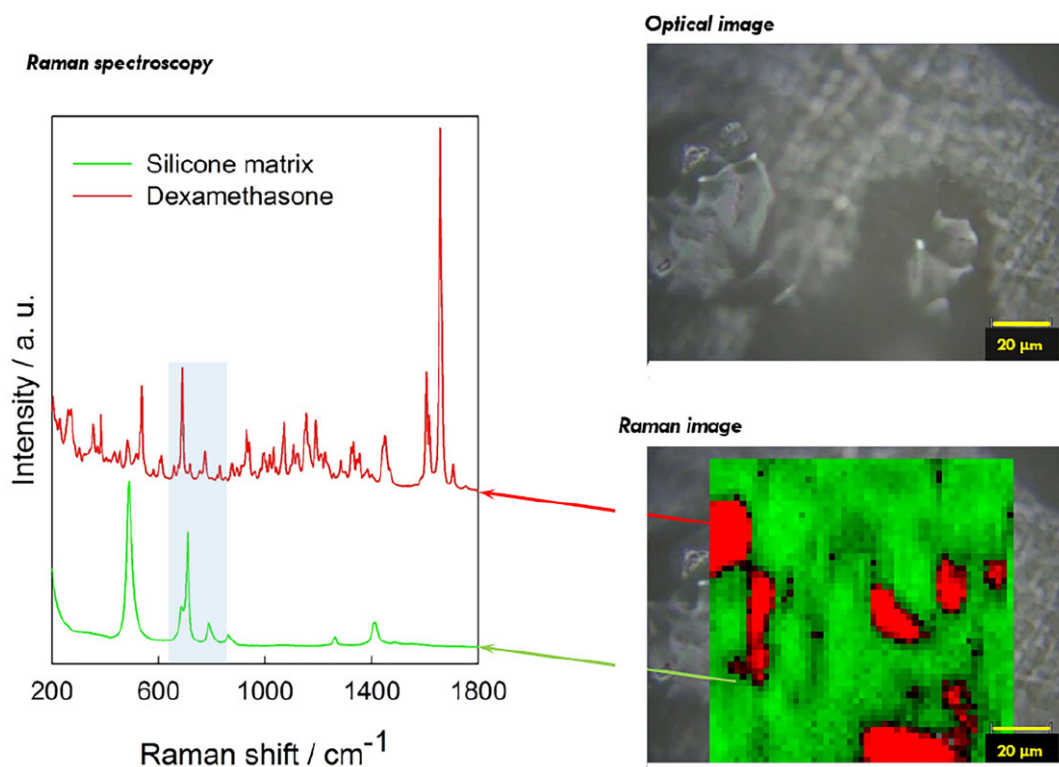 Optical image
Raman spectroscopy
Silicone matrix
Dexamethasone
Intensity / a. u.
200 600 1000 1400 1800
Raman shift / cm⁻¹
20 µm
Raman image
20 µm